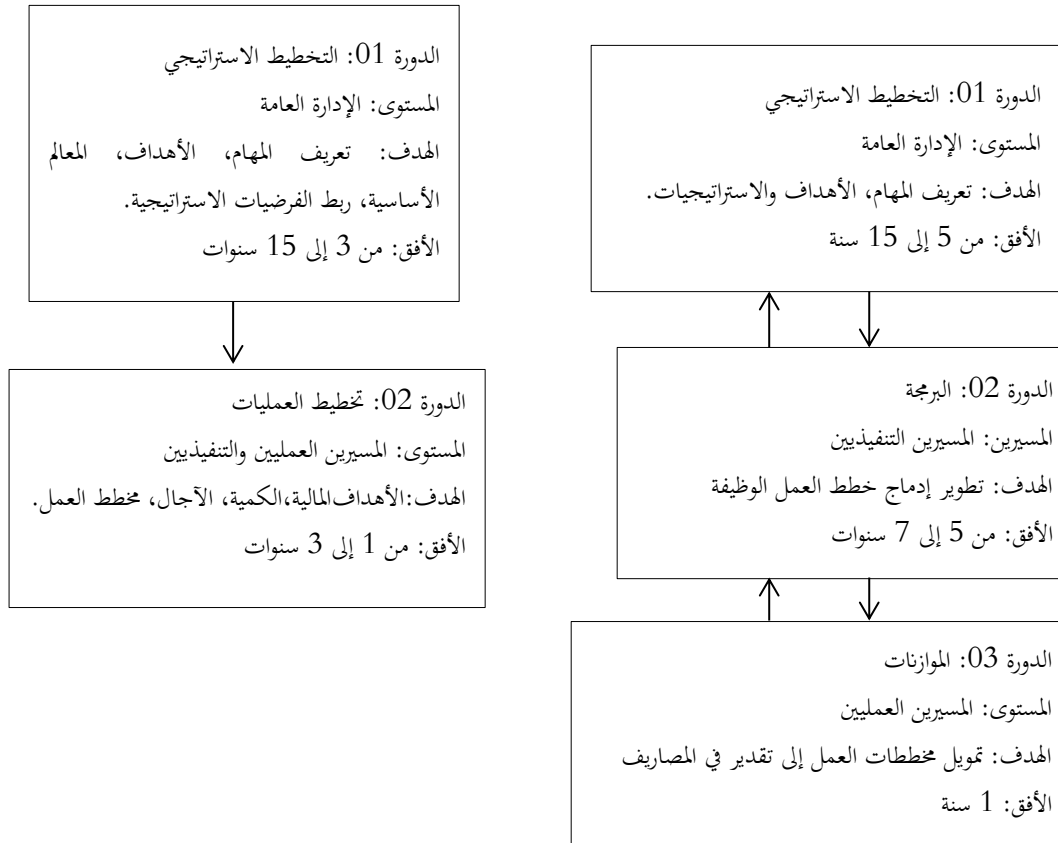 الدورة 01: التخطيط الاستراتيجي
المستوى: الإدارة العامة
الهدف: تعريف المهام، الأهداف والاستراتيجيات.
الأفق: من 5 إلى 15 سنة
الدورة 02: البرمجة
المسيرين: المسيرين التنفيذيين
الهدف: تطوير إدماج خطط العمل الوظيفة
الأفق: من 5 إلى 7 سنوات
الدورة 03: الموازنات
المستوى: المسيرين العمليين
الهدف: تمويل مخططات العمل إلى تقدير في المصاريف
الأفق: 1 سنة
الدورة 01: التخطيط الاستراتيجي
المستوى: الإدارة العامة
الهدف: تعريف المهام، الأهداف، المعالم
الأساسية، ربط الفرضيات الاستراتيجية.
الأفق: من 3 إلى 15 سنوات
الدورة 02: تخطيط العمليات
المستوى: المسيرين العمليين والتنفيذيين
الهدف:الأهداف‌المالية،الكمية، الآجال، مخطط العمل.
الأفق: من 1 إلى 3 سنوات